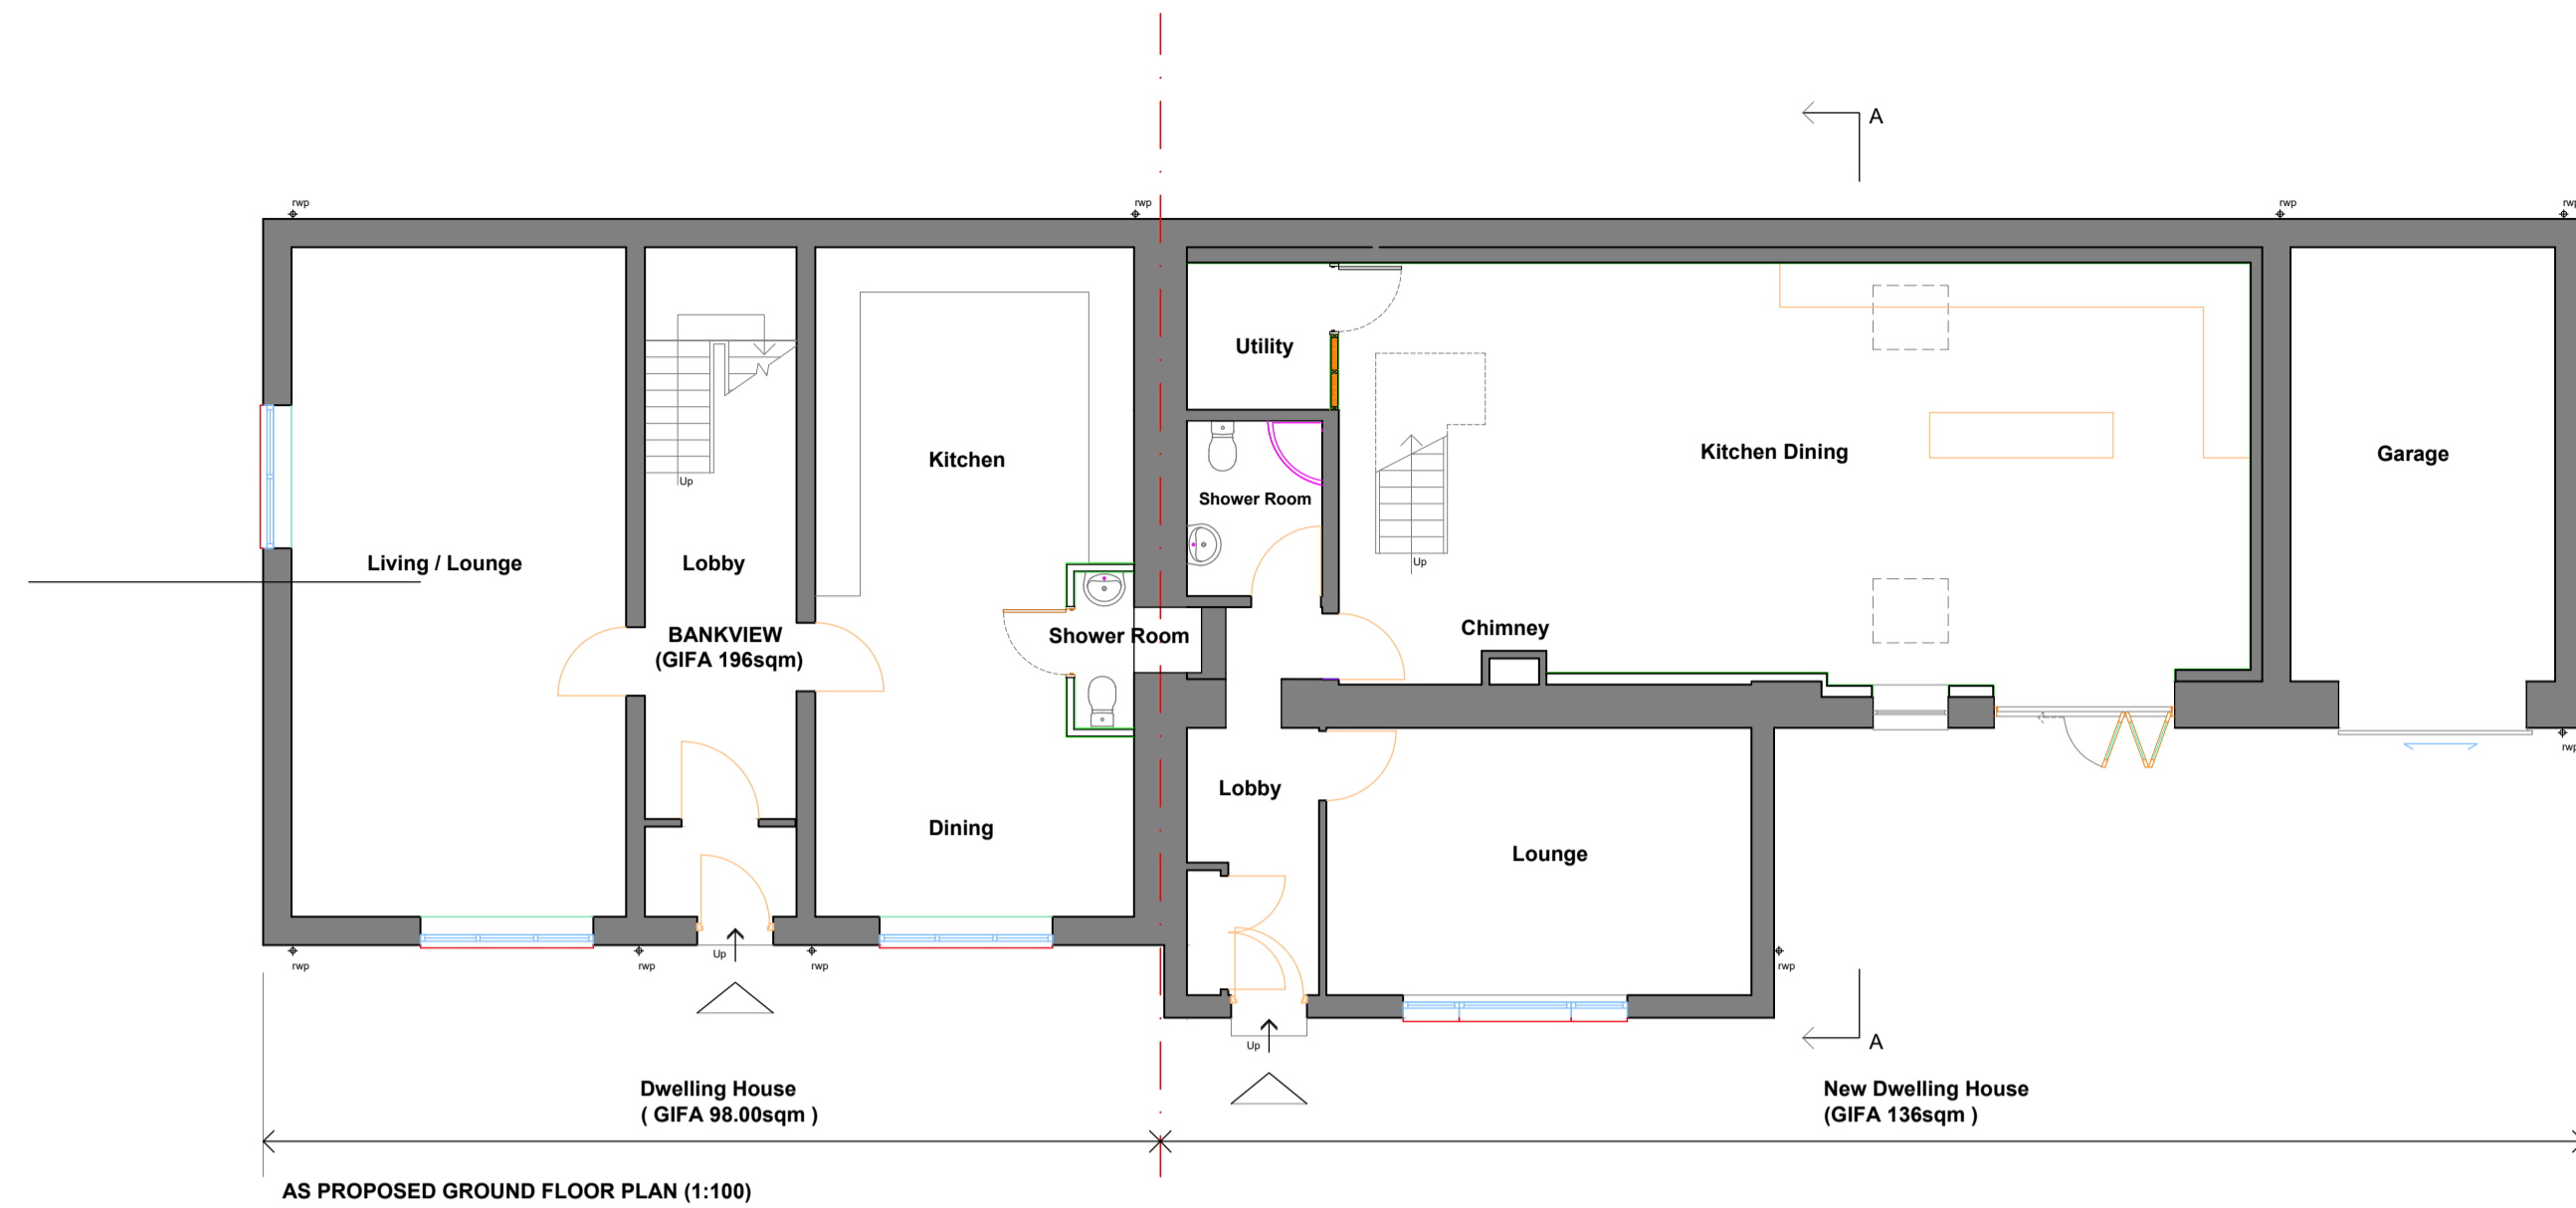 A
rwp
rwp
rwp
rwp
Utility
Kitchen Dining
Garage
Kitchen
Up
Shower Room
Living / Lounge
Lobby
Up
Chimney
BANKVIEW
(GIFA 196sqm)
Shower Room
rwp
Lobby
Dining
Lounge
Up
rwp
rwp
rwp
rwp
Up
A
Dwelling House
( GIFA 98.00sqm )
New Dwelling House
(GIFA 136sqm )
AS PROPOSED GROUND FLOOR PLAN (1:100)